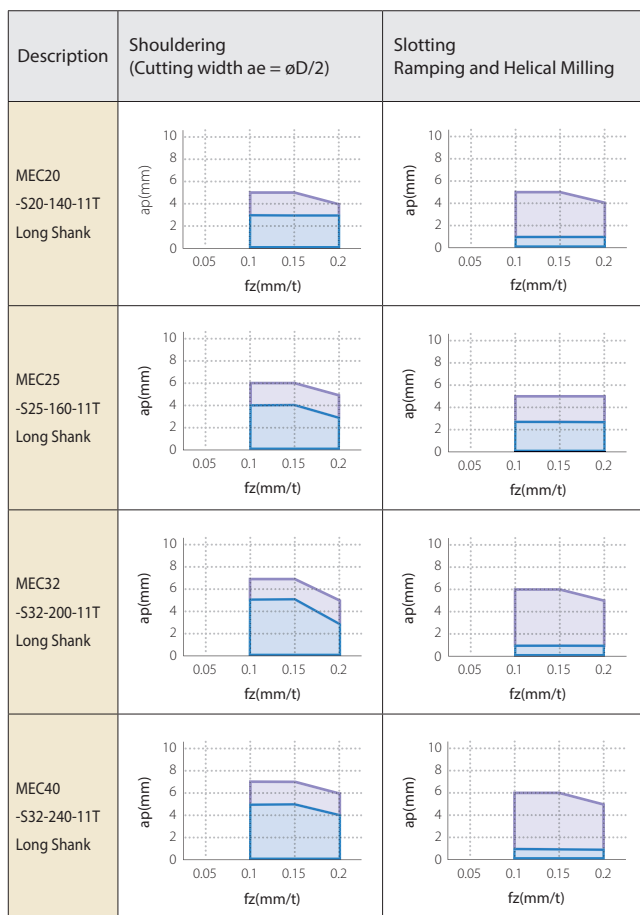 Description
Shouldering
(Cutting width ae = øD/2)
Slotting
Ramping and Helical Milling
MEC20
-S20-140-11T
Long Shank
ap(mm)
10
8
6
4
2
0
0.05 0.1 0.15 0.2
fz(mm/t)
ap(mm)
10
8
6
4
2
0
0.05 0.1 0.15 0.2
fz(mm/t)
MEC25
-S25-160-11T
Long Shank
ap(mm)
10
8
6
4
2
0
0.05 0.1 0.15 0.2
fz(mm/t)
ap(mm)
10
8
6
4
2
0
0.05 0.1 0.15 0.2
fz(mm/t)
MEC32
-S32-200-11T
Long Shank
ap(mm)
10
8
6
4
2
0
0.05 0.1 0.15 0.2
fz(mm/t)
ap(mm)
10
8
6
4
2
0
0.05 0.1 0.15 0.2
fz(mm/t)
MEC40
-S32-240-11T
Long Shank
ap(mm)
10
8
6
4
2
0
0.05 0.1 0.15 0.2
fz(mm/t)
ap(mm)
10
8
6
4
2
0
0.05 0.1 0.15 0.2
fz(mm/t)